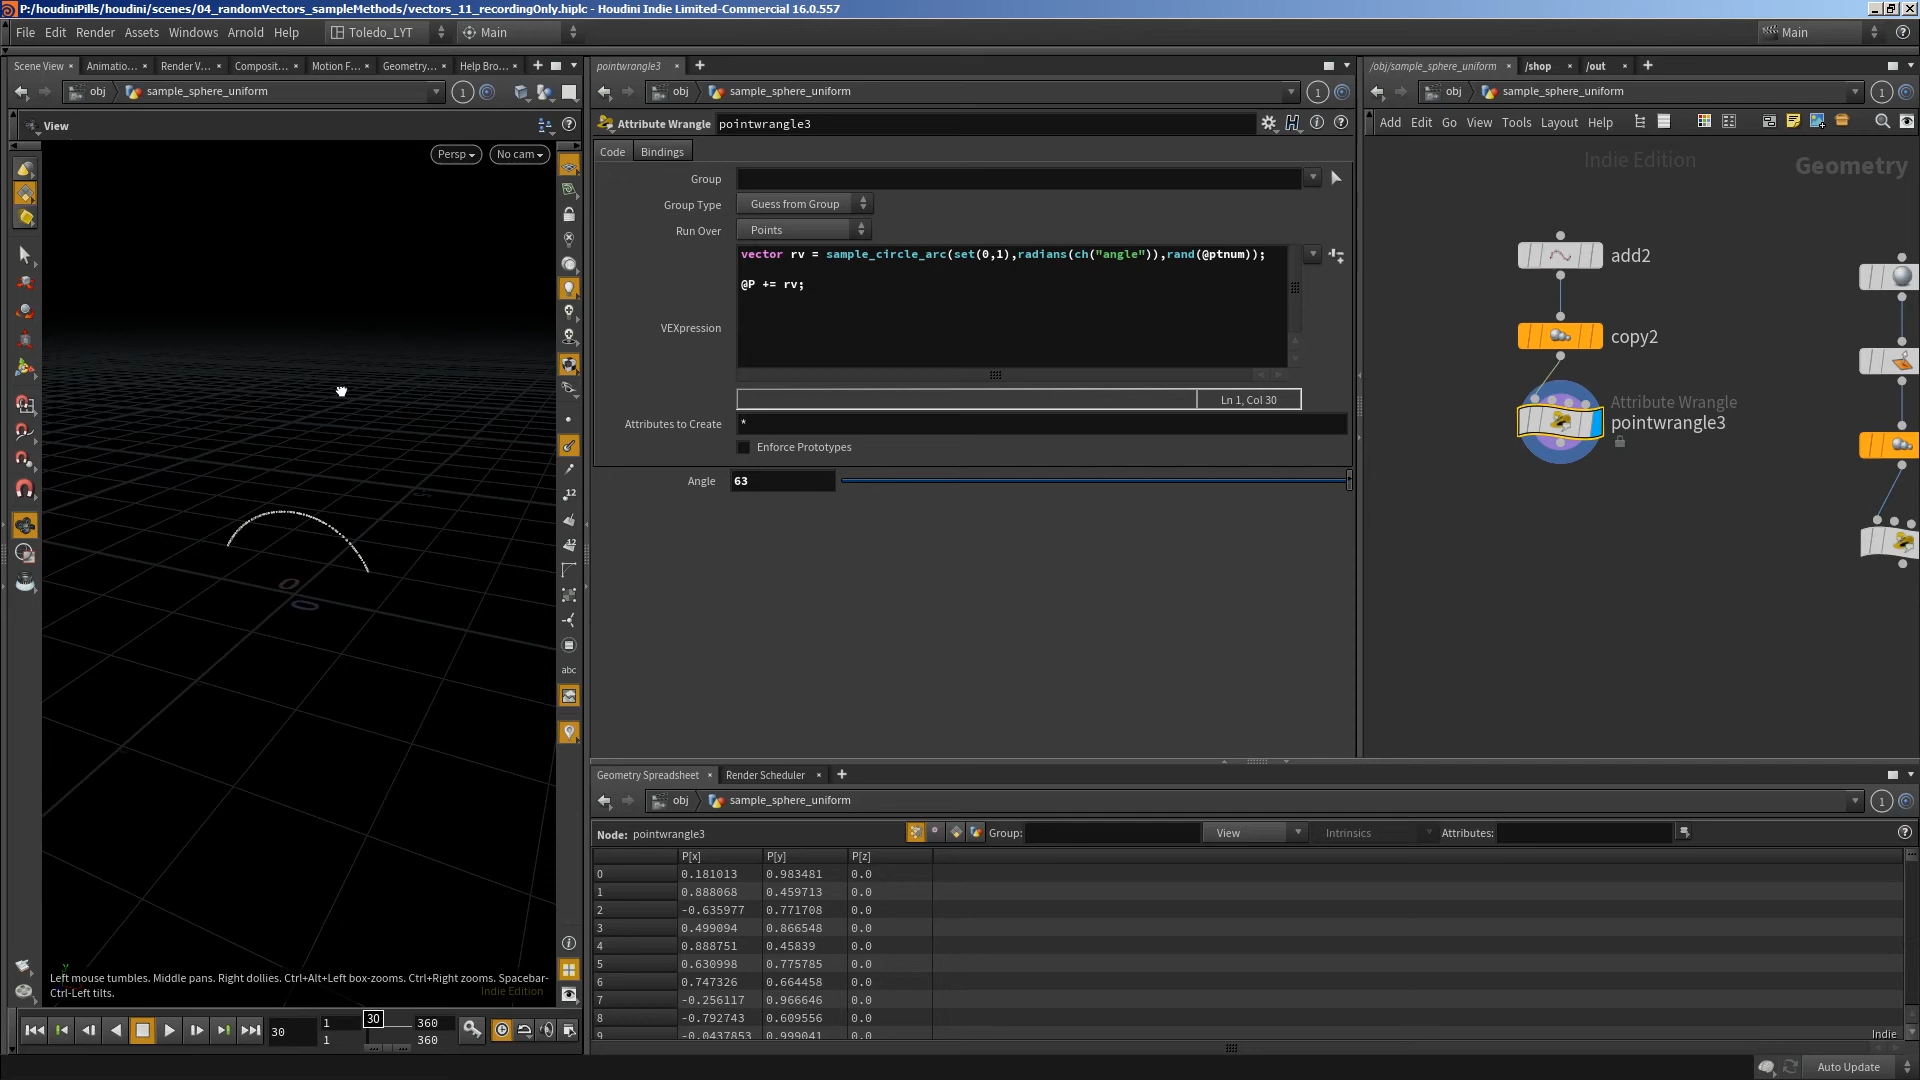 P:/houdiniPills/houdini/scenes/04_randomVectors_sampleMethods/vectors_11_recordingOnly.hiplc - Houdini Indie Limited-Commercial 16.0.557
File Edit Render Assets Windows Arnold Help Toledo_LYT Main Main
Scene View Animatio... Render V... Composit... Motion F... Geometry... Help Bro...
obj sample_sphere_uniform 1
View
Persp No cam
12
12
abc
0
0
y
Left mouse tumbles. Middle pans. Right dollies. Ctrl+Alt+Left box-zooms. Ctrl+Right zooms. Spacebar-
Ctrl-Left tilts.
Indie Edition
30 1 30 360
1 360
pointwrangle3
obj sample_sphere_uniform 1
Attribute Wrangle pointwrangle3
Code Bindings
Group
Group Type Guess from Group
Run Over Points
VEXpression
vector rv = sample_circle_arc(set(0,1),radians(ch("angle")),rand(@ptnum));
@P += rv;
Ln 1, Col 30
Attributes to Create *
Enforce Prototypes
Angle 63
/obj/sample_sphere_uniform /shop /out
obj sample_sphere_uniform 1
Add Edit Go View Tools Layout Help
Indie Edition
Geometry
add2
copy2
Attribute Wrangle
pointwrangle3
Geometry Spreadsheet Render Scheduler
obj sample_sphere_uniform 1
Node: pointwrangle3 Group: View Intrinsics Attributes:
P[x] P[y] P[z]
0 0.181013 0.983481 0.0
1 0.888068 0.459713 0.0
2 -0.635977 0.771708 0.0
3 0.499094 0.866548 0.0
4 0.888751 0.45839 0.0
5 0.630998 0.775785 0.0
6 0.747326 0.664458 0.0
7 -0.256117 0.966646 0.0
8 -0.792743 0.609556 0.0
9 -0.0437853 0.999041 0.0
Indie
Auto Update